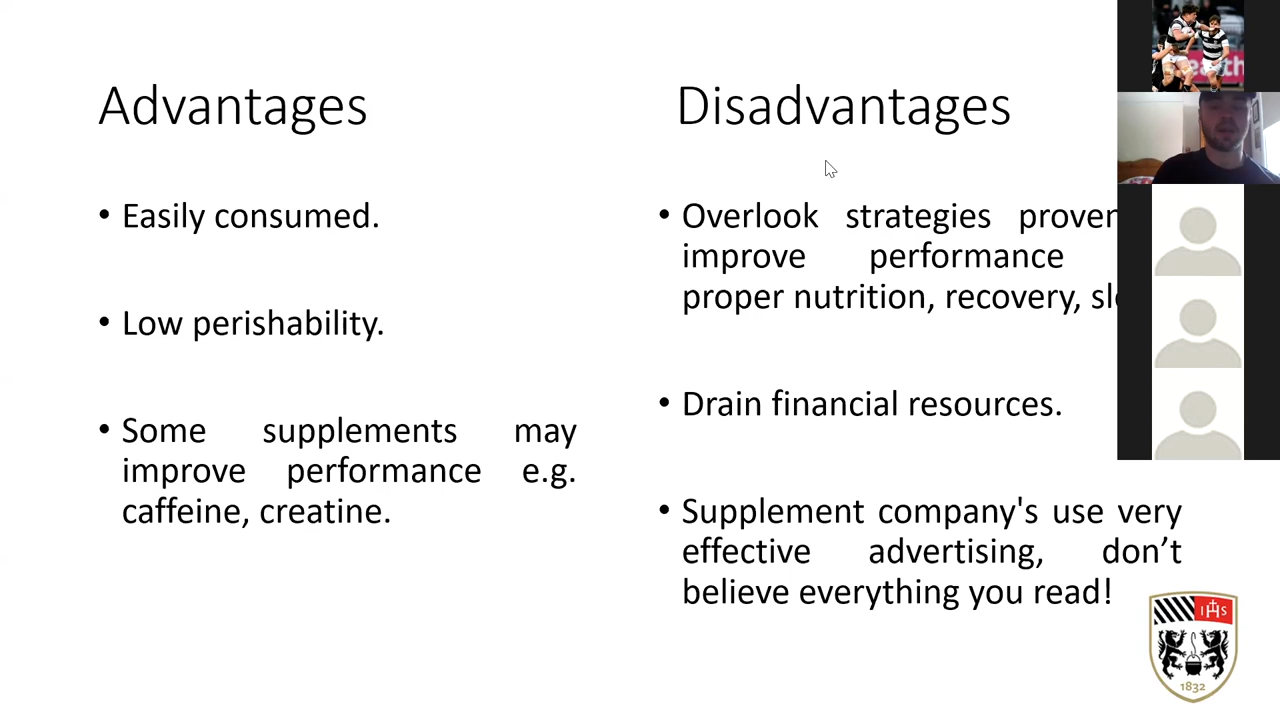 Advantages
Easily consumed.
Low perishability.
Some supplements may
improve performance e.g.
caffeine, creatine.
Disadvantages
Overlook strategies proven
improve performance
proper nutrition, recovery,
Drain financial resources.
Supplement company's use very
effective advertising, don’t
believe everything you read!
IHS
1832